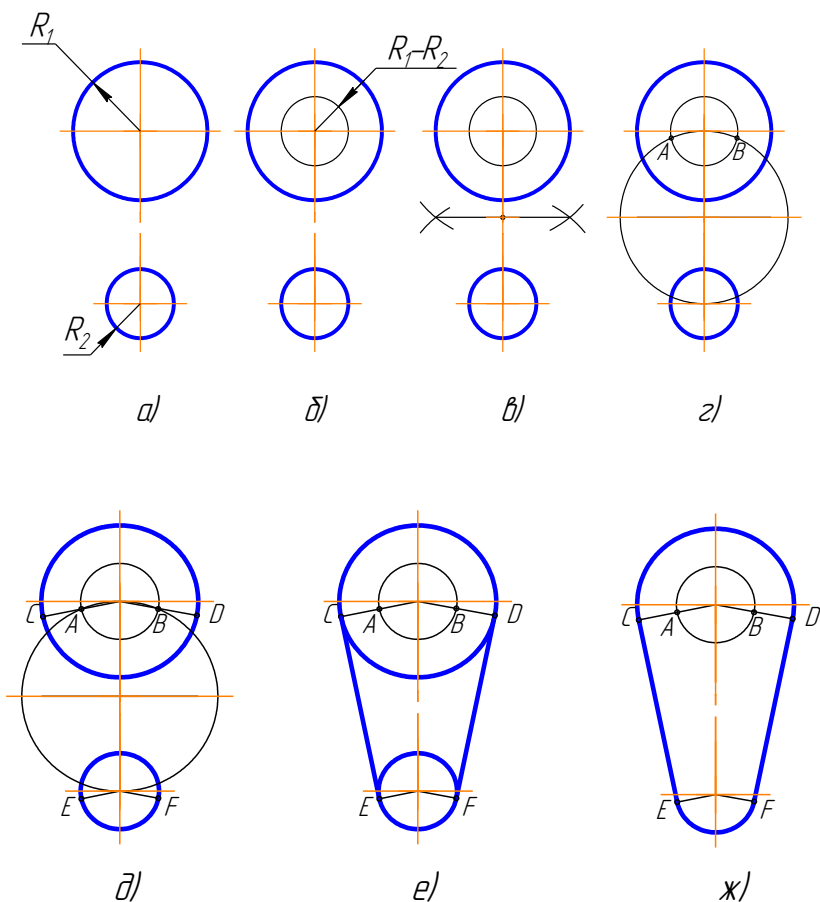 R₁
R₁-R₂
A B
R₂
а) б) в) г)
C A B D
C A B D
C A B D
E F
E F
E F
д) е) ж)